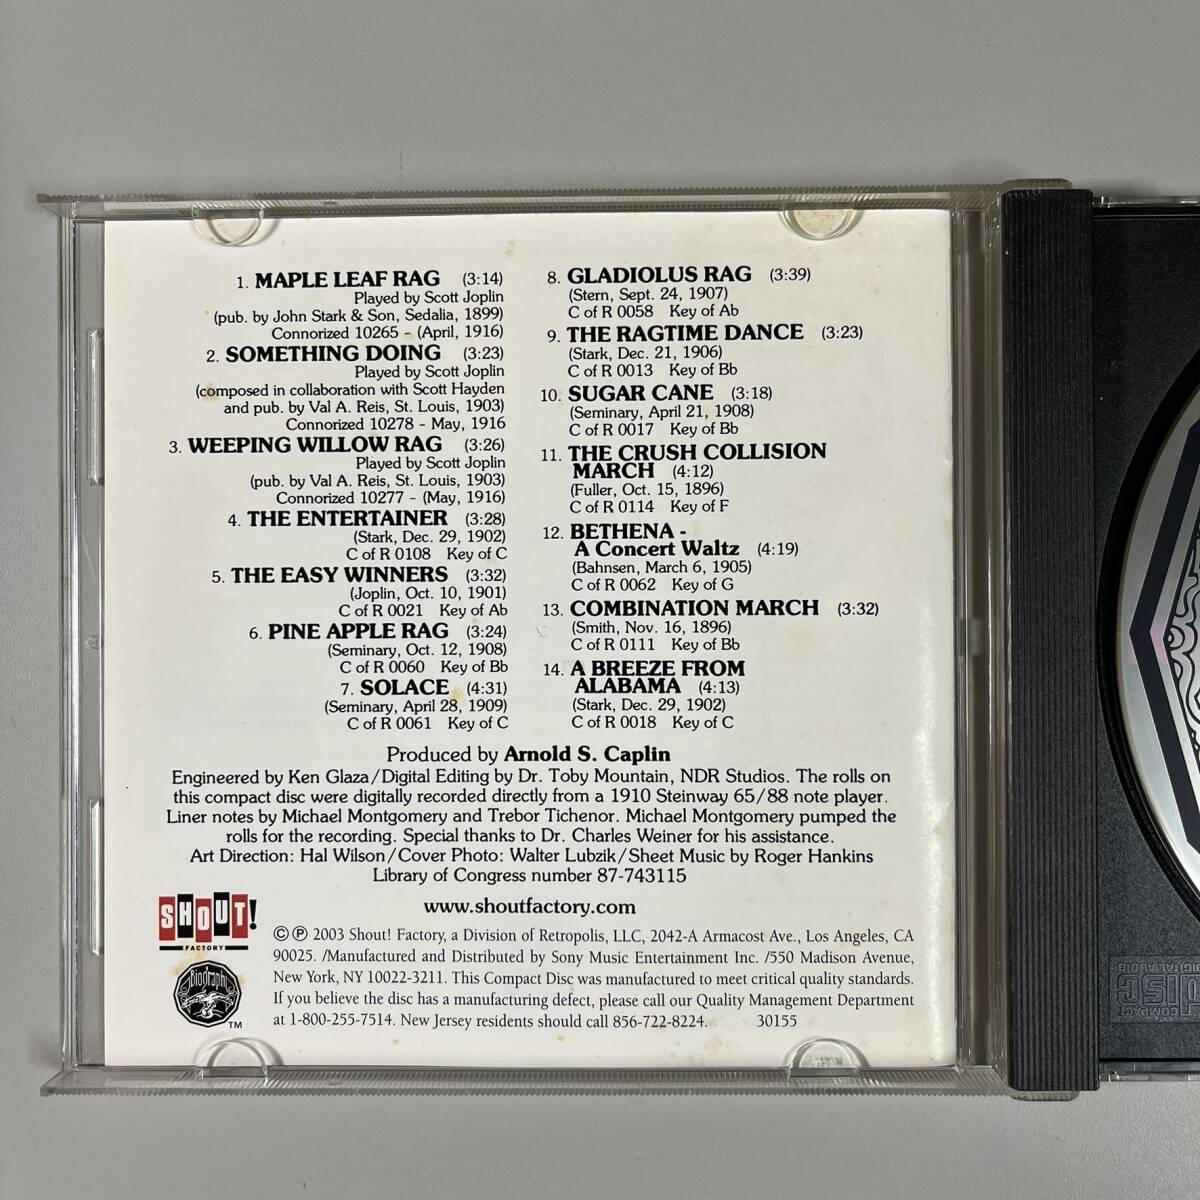 1. MAPLE LEAF RAG (3:14)
Played by Scott Joplin
(pub. by John Stark & Son, Sedalia, 1899)
Connorized 10265 - (April, 1916)
2. SOMETHING DOING (3:23)
Played by Scott Joplin
(composed in collaboration with Scott Hayden
and pub. by Val A. Reis, St. Louis, 1903)
Connorized 10278 - May, 1916
3. WEEPING WILLOW RAG (3:26)
Played by Scott Joplin
(pub. by Val A. Reis, St. Louis, 1903)
Connorized 10277 - (May, 1916)
4. THE ENTERTAINER (3:28)
(Stark, Dec. 29, 1902)
C of R 0108 Key of C
5. THE EASY WINNERS (3:32)
(Joplin, Oct. 10, 1901)
C of R 0021 Key of Ab
6. PINE APPLE RAG (3:24)
(Seminary, Oct. 12, 1908)
C of R 0060 Key of Bb
7. SOLACE (4:31)
(Seminary, April 28, 1909)
C of R 0061 Key of C
8. GLADIOLUS RAG (3:39)
(Stern, Sept. 24, 1907)
C of R 0058 Key of Ab
9. THE RAGTIME DANCE (3:23)
(Stark, Dec. 21, 1906)
C of R 0013 Key of Bb
10. SUGAR CANE (3:18)
(Seminary, April 21, 1908)
C of R 0017 Key of Bb
11. THE CRUSH COLLISION
MARCH (4:12)
(Fuller, Oct. 15, 1896)
C of R 0114 Key of F
12. BETHENA -
A Concert Waltz (4:19)
(Bahnsen, March 6, 1905)
C of R 0062 Key of G
13. COMBINATION MARCH (3:32)
(Smith, Nov. 16, 1896)
C of R 0111 Key of Bb
14. A BREEZE FROM
ALABAMA (4:13)
(Stark, Dec. 29, 1902)
C of R 0018 Key of C
Produced by Arnold S. Caplin
Engineered by Ken Glaza/Digital Editing by Dr. Toby Mountain, NDR Studios. The rolls on
this compact disc were digitally recorded directly from a 1910 Steinway 65/88 note player.
Liner notes by Michael Montgomery and Trebor Tichenor. Michael Montgomery pumped the
rolls for the recording. Special thanks to Dr. Charles Weiner for his assistance.
Art Direction: Hal Wilson/Cover Photo: Walter Lubzik/Sheet Music by Roger Hankins
Library of Congress number 87-743115
www.shoutfactory.com
SHOUT!
FACTORY
Biograph
TM
© ℗ 2003 Shout! Factory, a Division of Retropolis, LLC, 2042-A Armacost Ave., Los Angeles, CA
90025. /Manufactured and Distributed by Sony Music Entertainment Inc. /550 Madison Avenue,
New York, NY 10022-3211. This Compact Disc was manufactured to meet critical quality standards.
If you believe the disc has a manufacturing defect, please call our Quality Management Department
at 1-800-255-7514. New Jersey residents should call 856-722-8224. 30155
COMPACT
DISC
DIGITAL AUDIO